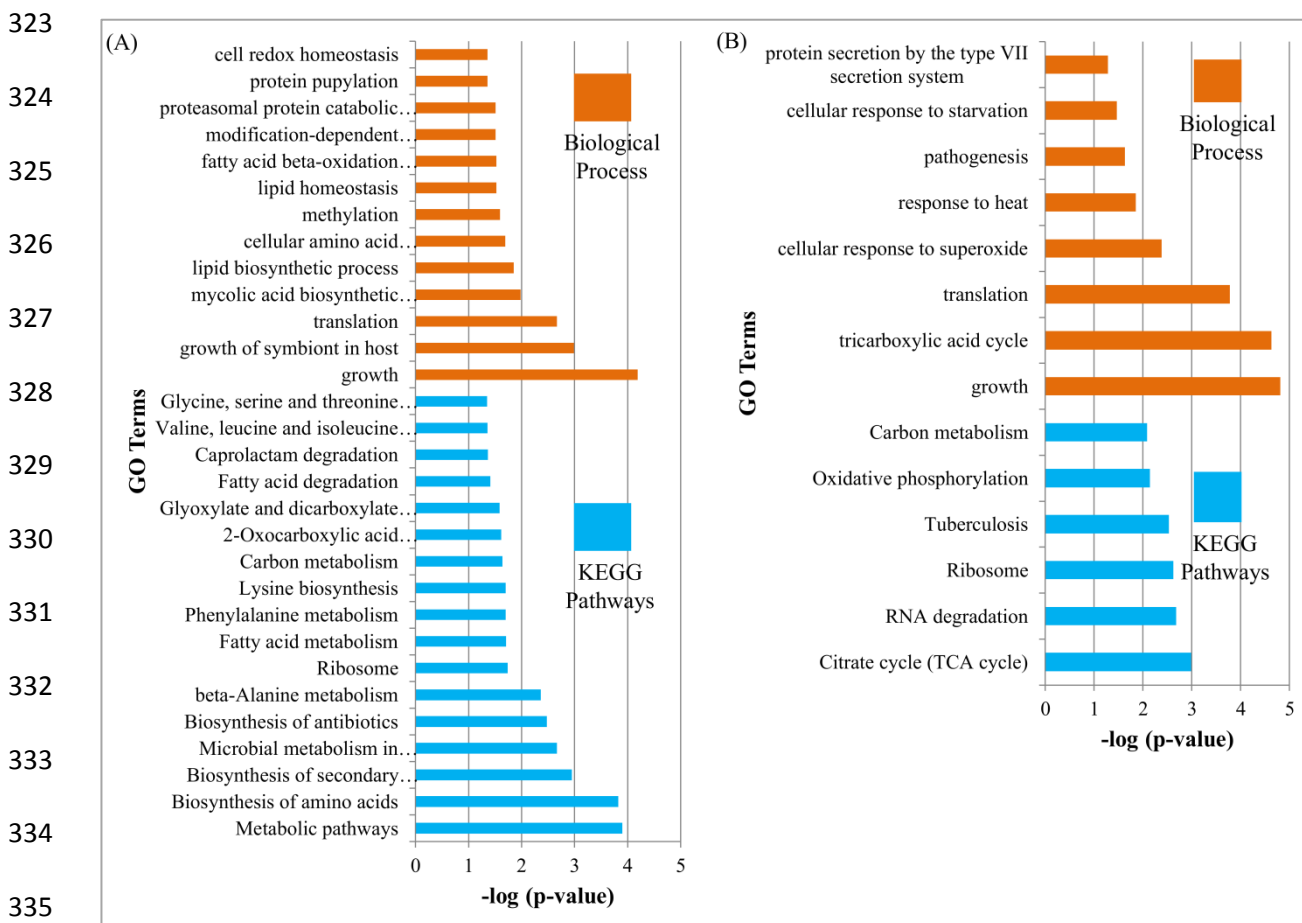 323
324
325
326
327
328
329
330
331
332
333
334
335
(A)
cell redox homeostasis
protein pupylation
proteasomal protein catabolic…
modification-dependent…
fatty acid beta-oxidation…
lipid homeostasis
methylation
cellular amino acid…
lipid biosynthetic process
mycolic acid biosynthetic…
translation
growth of symbiont in host
growth
Glycine, serine and threonine…
Valine, leucine and isoleucine…
Caprolactam degradation
Fatty acid degradation
Glyoxylate and dicarboxylate…
2-Oxocarboxylic acid…
Carbon metabolism
Lysine biosynthesis
Phenylalanine metabolism
Fatty acid metabolism
Ribosome
beta-Alanine metabolism
Biosynthesis of antibiotics
Microbial metabolism in…
Biosynthesis of secondary…
Biosynthesis of amino acids
Metabolic pathways
GO Terms
Biological
Process
KEGG
Pathways
0 1 2 3 4 5
-log (p-value)
(B)
protein secretion by the type VII
secretion system
cellular response to starvation
pathogenesis
response to heat
cellular response to superoxide
translation
tricarboxylic acid cycle
growth
Carbon metabolism
Oxidative phosphorylation
Tuberculosis
Ribosome
RNA degradation
Citrate cycle (TCA cycle)
GO Terms
Biological
Process
KEGG
Pathways
0 1 2 3 4 5
-log (p-value)